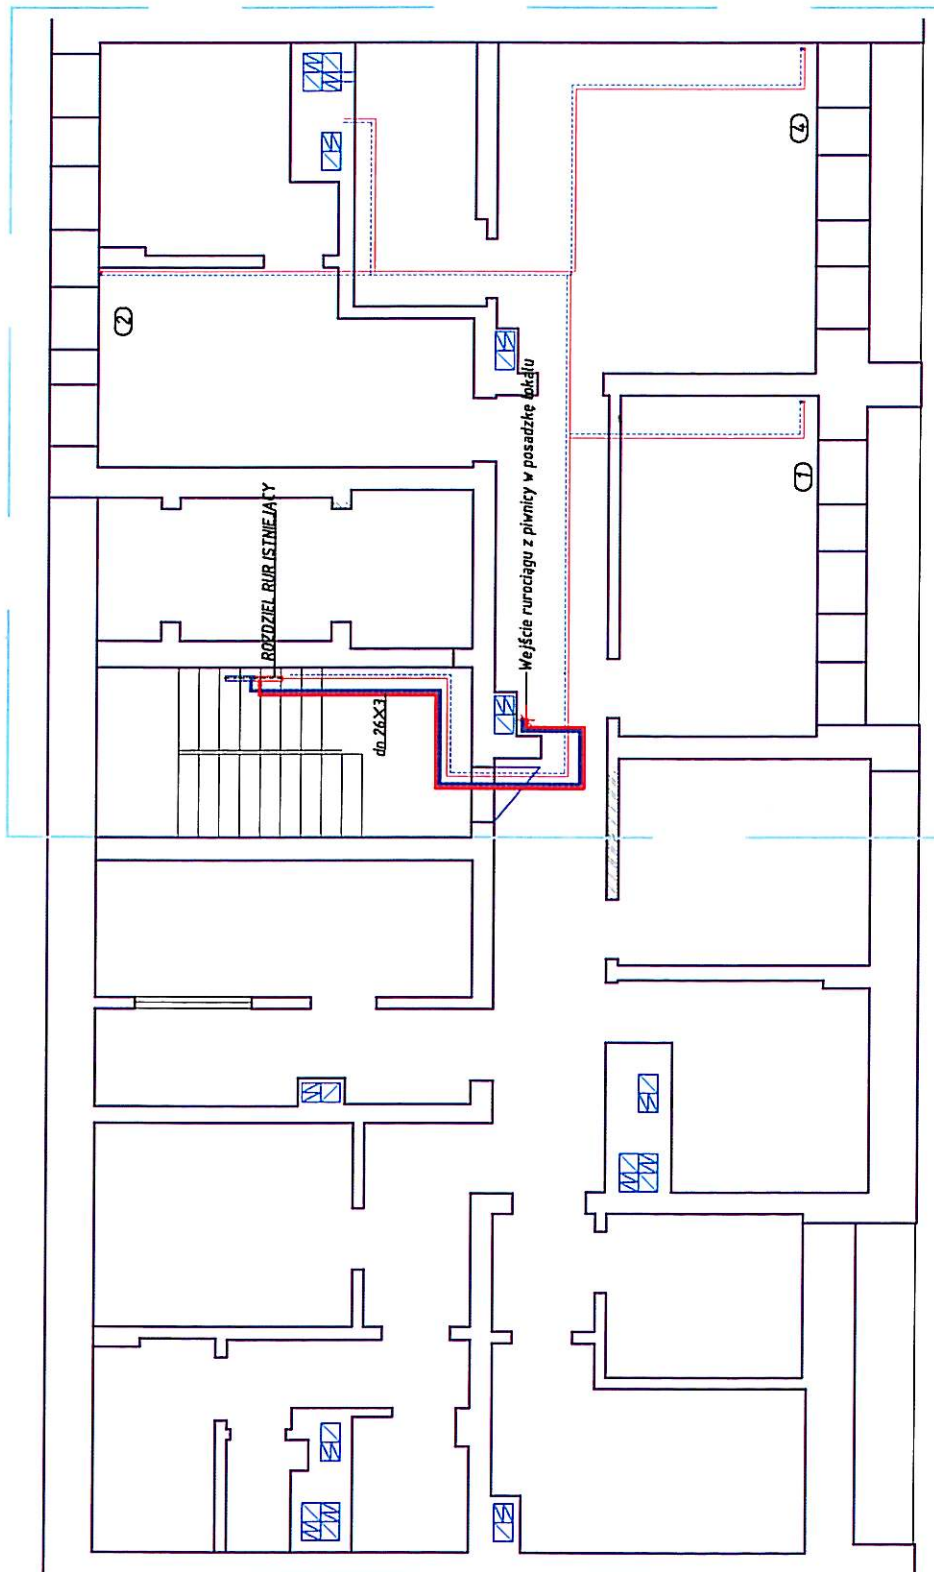 2
4
Wejście rurociągu z piwnicy w posadzkę lokalu
1
ROZDZIEL RUR ISTNIEJĄCY
dn 26X3